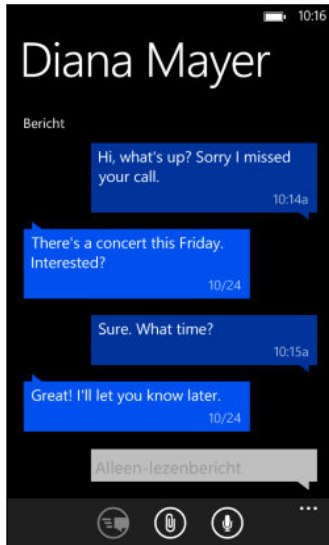 10:16
Diana Mayer
Bericht
Hi, what's up? Sorry I missed
your call.
10:14a
There's a concert this Friday.
Interested?
10/24
Sure. What time?
10:15a
Great! I'll let you know later.
10/24
Alleen-lezenbericht